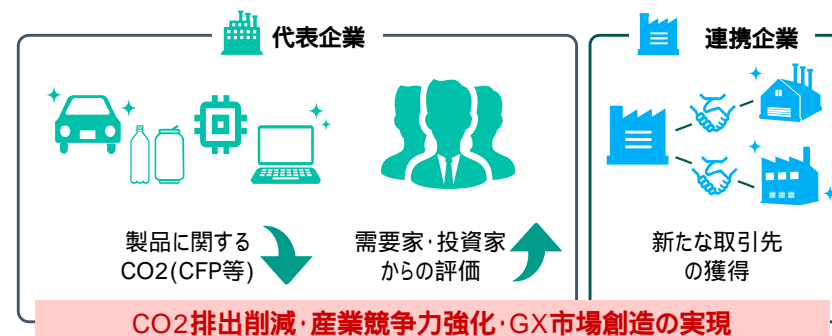 代表企業
製品に関する
CO2(CFP等)
需要家・投資家
からの評価
連携企業
新たな取引先
の獲得
CO2排出削減・産業競争力強化・GX市場創造の実現